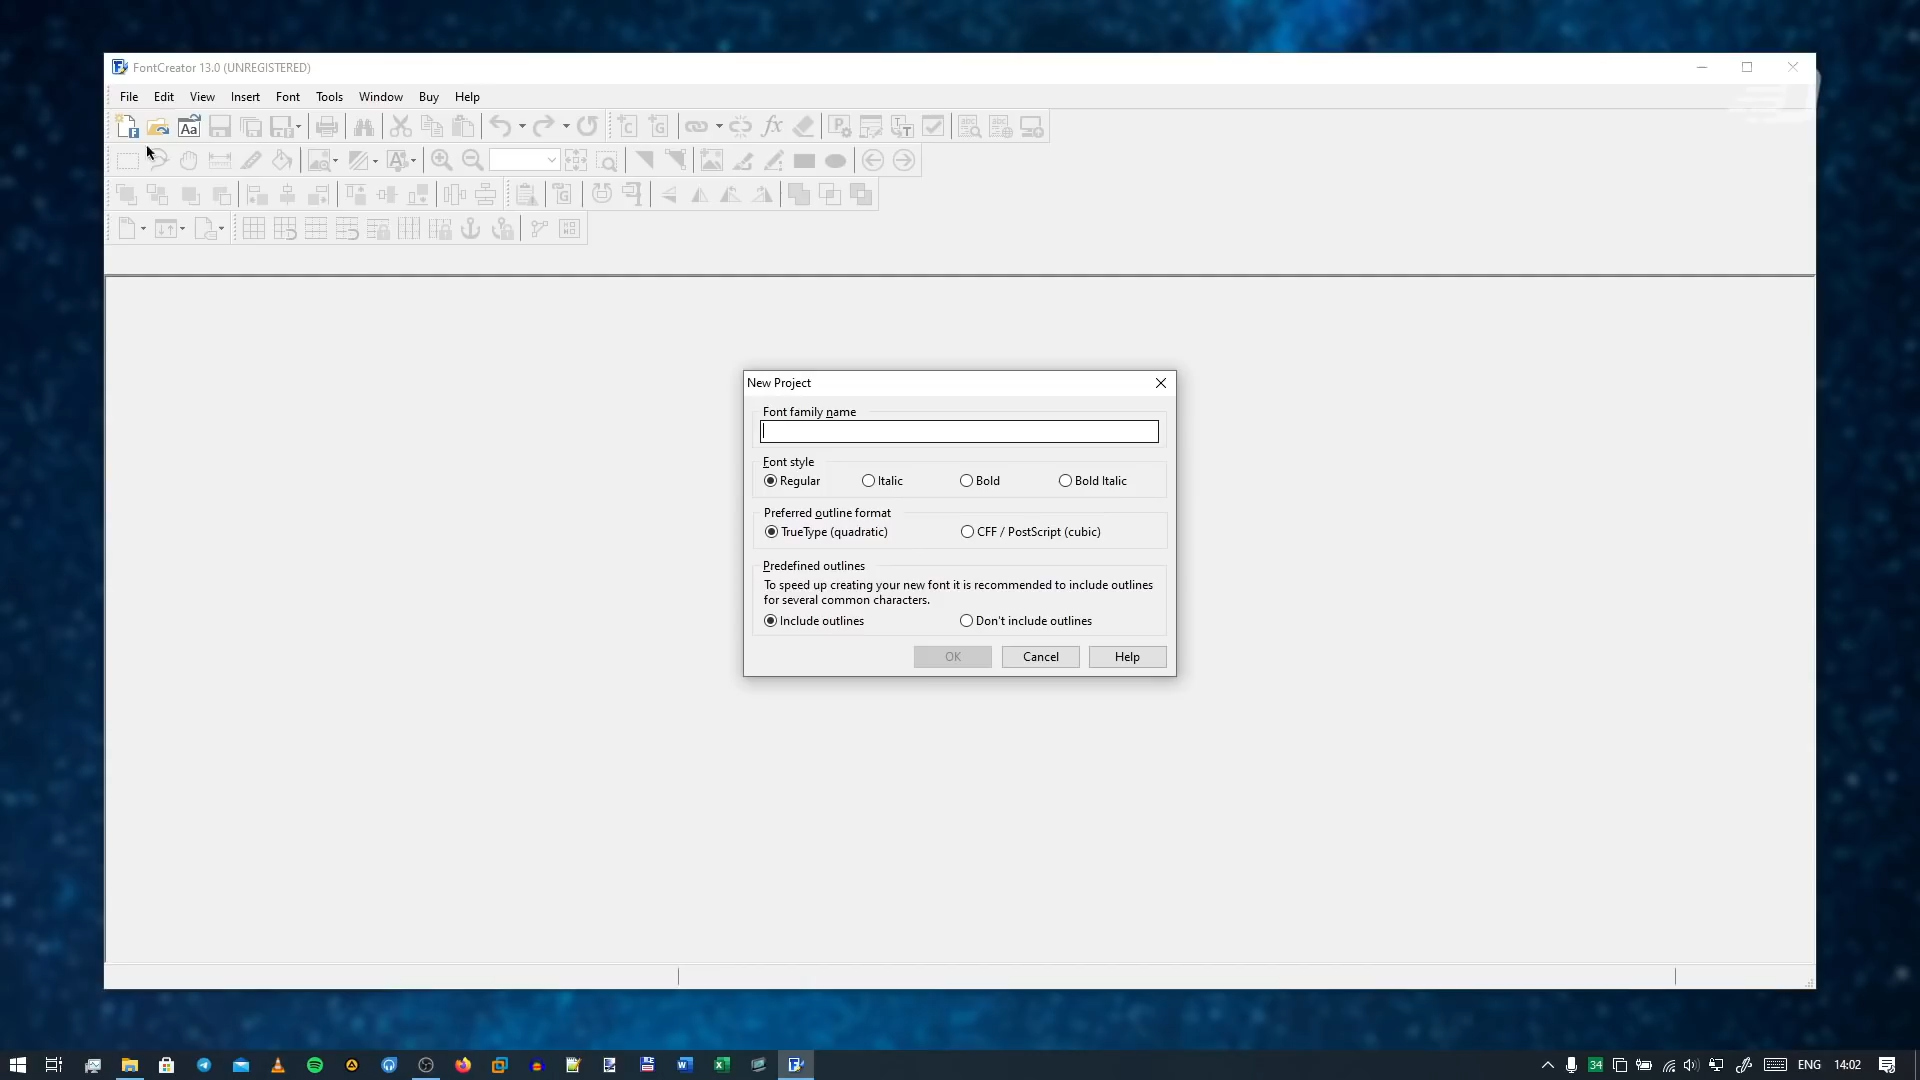 FontCreator 13.0 (UNREGISTERED)
File Edit View Insert Font Tools Window Buy Help
New Project
Font family name
Font style
Regular Italic Bold Bold Italic
Preferred outline format
TrueType (quadratic) CFF / PostScript (cubic)
Predefined outlines
To speed up creating your new font it is recommended to include outlines
for several common characters.
Include outlines Don't include outlines
OK Cancel Help
34 ENG 14:02